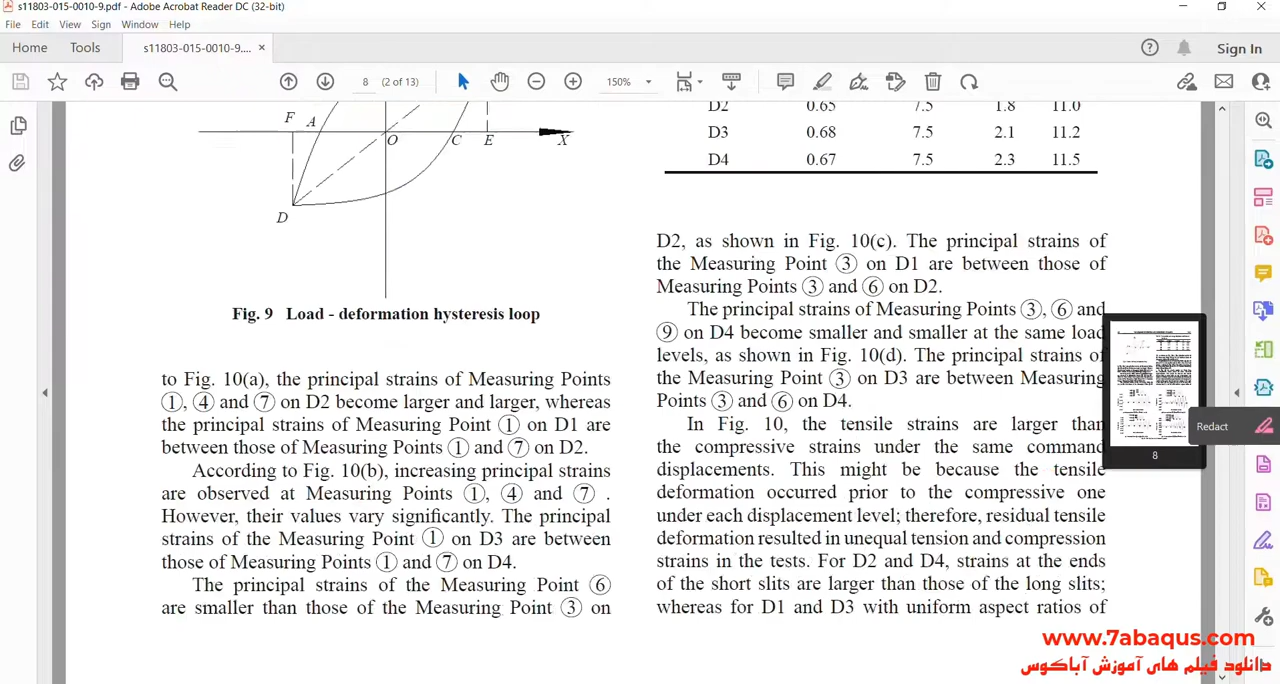 s11803-015-0010-9.pdf - Adobe Acrobat Reader DC (32-bit)
File Edit View Sign Window Help
Home Tools s11803-015-0010-9.... × Sign In
8 (2 of 13) 150%
F A O C E X
D
Fig. 9 Load - deformation hysteresis loop
to Fig. 10(a), the principal strains of Measuring Points
①, ④ and ⑦ on D2 become larger and larger, whereas
the principal strains of Measuring Point ① on D1 are
between those of Measuring Points ① and ⑦ on D2.
According to Fig. 10(b), increasing principal strains
are observed at Measuring Points ①, ④ and ⑦ .
However, their values vary significantly. The principal
strains of the Measuring Point ① on D3 are between
those of Measuring Points ① and ⑦ on D4.
The principal strains of the Measuring Point ⑥
are smaller than those of the Measuring Point ③ on
D2 0.65 7.5 1.8 11.0
D3 0.68 7.5 2.1 11.2
D4 0.67 7.5 2.3 11.5
D2, as shown in Fig. 10(c). The principal strains of
the Measuring Point ③ on D1 are between those of
Measuring Points ③ and ⑥ on D2.
The principal strains of Measuring Points ③, ⑥ and
⑨ on D4 become smaller and smaller at the same load
levels, as shown in Fig. 10(d). The principal strains of
the Measuring Point ③ on D3 are between Measuring
Points ③ and ⑥ on D4.
In Fig. 10, the tensile strains are larger than
the compressive strains under the same command
displacements. This might be because the tensile
deformation occurred prior to the compressive one
under each displacement level; therefore, residual tensile
deformation resulted in unequal tension and compression
strains in the tests. For D2 and D4, strains at the ends
of the short slits are larger than those of the long slits;
whereas for D1 and D3 with uniform aspect ratios of
8
Redact
www.7abaqus.com
دانلود فیلم های آموزش آباکوس